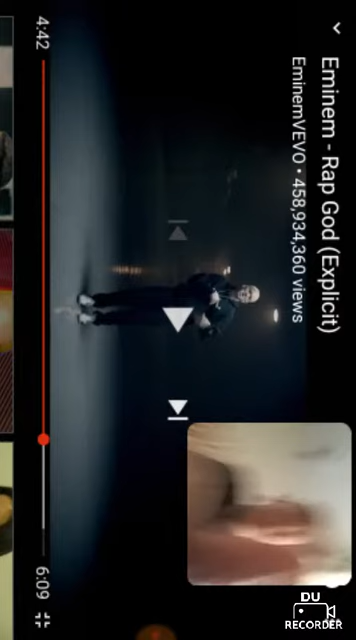 Eminem - Rap God (Explicit)
EminemVEVO • 458,934,360 views
4:42
6:09
DU
RECORDER